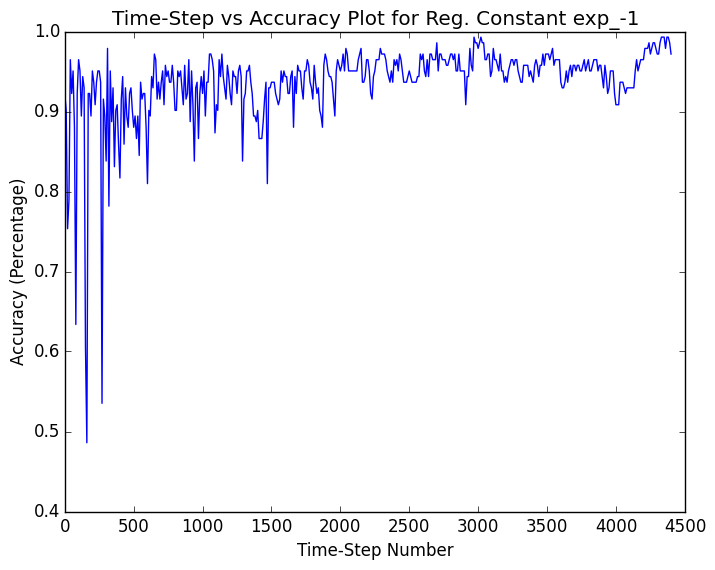 Time-Step vs Accuracy Plot for Reg. Constant exp_-1
1.0
0.9
0.8
0.7
0.6
0.5
0.4
Accuracy (Percentage)
0 500 1000 1500 2000 2500 3000 3500 4000 4500
Time-Step Number